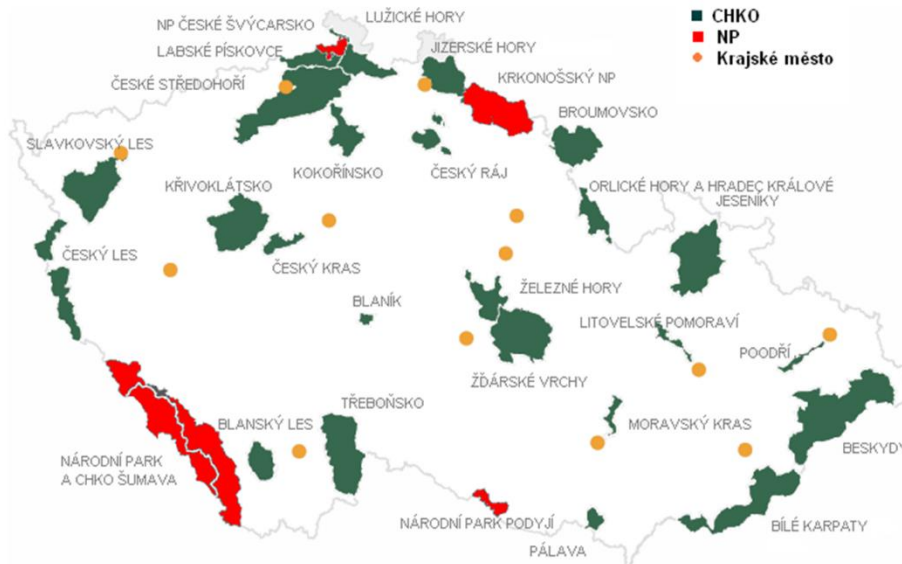 LUŽICKÉ HORY
NP ČESKÉ ŠVÝCARSKO
LABSKÉ PÍSKOVCE
JIZERSKÉ HORY
ČESKÉ STŘEDOHOŘÍ
KRKONOŠSKÝ NP
BROUMOVSKO
CHKO
NP
Krajské město
SLAVKOVSKÝ LES
KŘIVOKLÁTSKO
KOKOŘÍNSKO
ČESKÝ RÁJ
ORLICKÉ HORY A HRADEC KRÁLOVÉ
JESENÍKY
ČESKÝ LES
ČESKÝ KRAS
BLANÍK
ŽELEZNÉ HORY
LITOVELSKÉ POMORAVÍ
POODŘÍ
ŽĎÁRSKÉ VRCHY
TŘEBOŇSKO
BLANSKÝ LES
MORAVSKÝ KRAS
BESKYDY
NÁRODNÍ PARK
A CHKO ŠUMAVA
NÁRODNÍ PARK PODYJÍ
BÍLÉ KARPATY
PÁLAVA